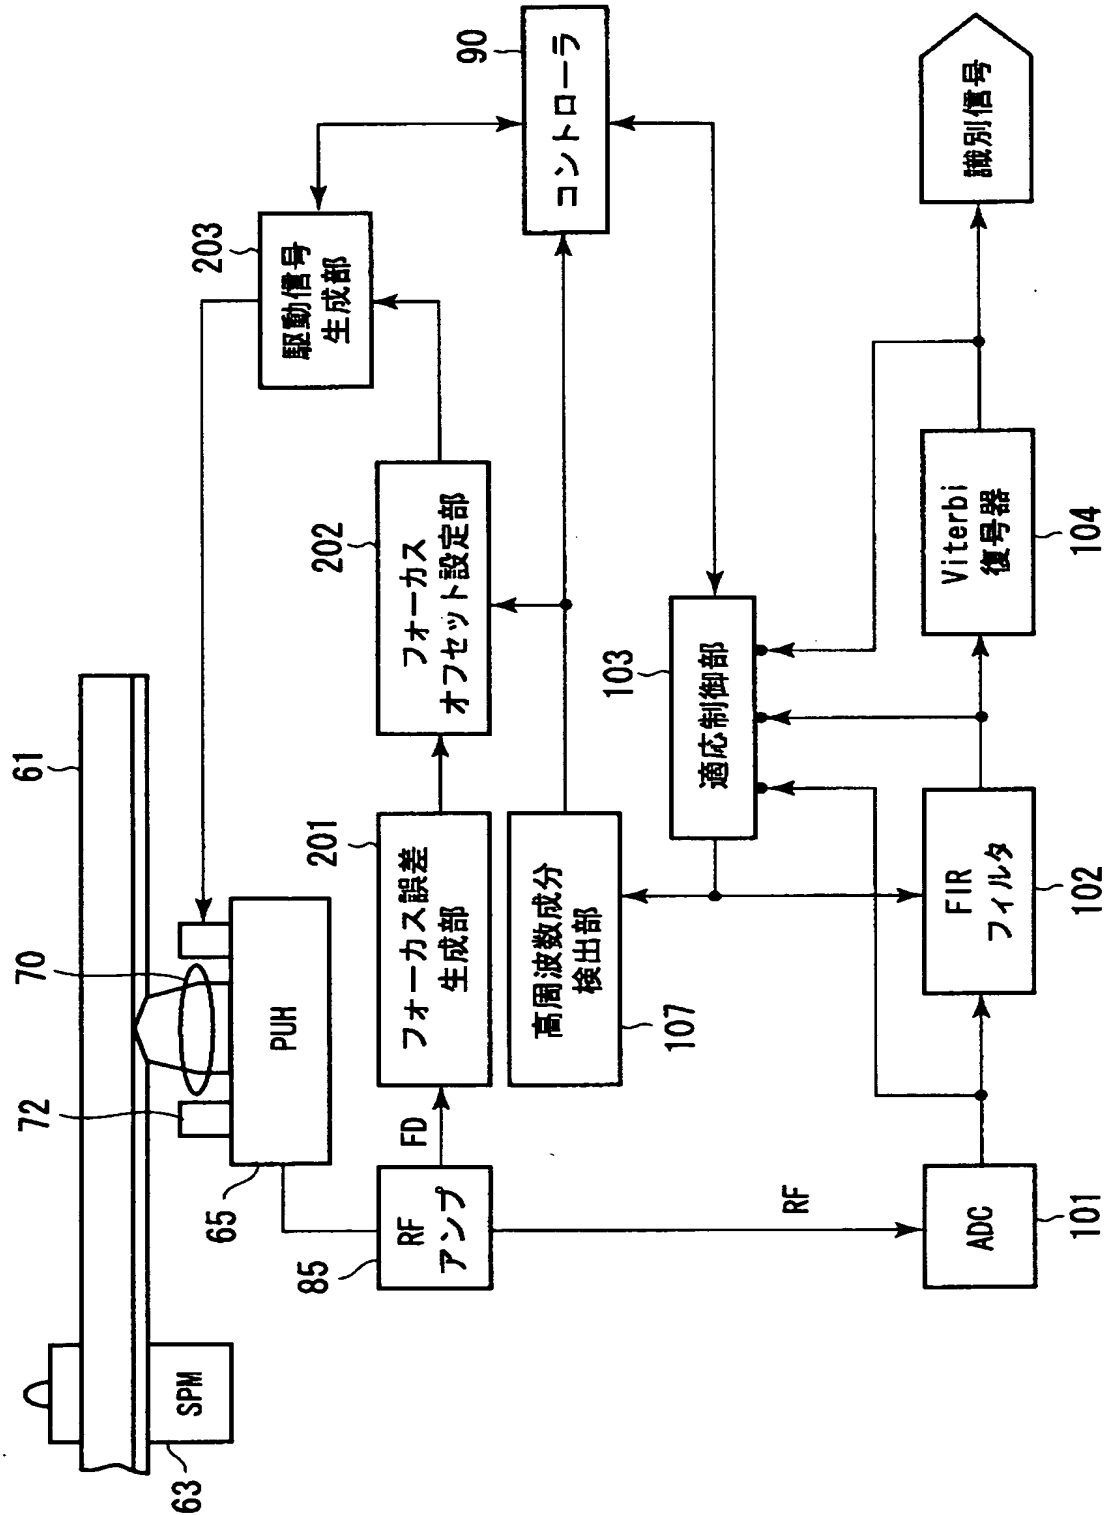 61
63
SPM
72
70
65
PUH
85
RF
アンプ
FD
201
フォーカス誤差
生成部
202
フォーカス
オフセット設定部
203
駆動信号
生成部
90
コントローラ
高周波数成分
検出部
107
103
適応制御部
RF
ADC
101
FIR
フィルタ
102
Viterbi
復号器
104
識別信号